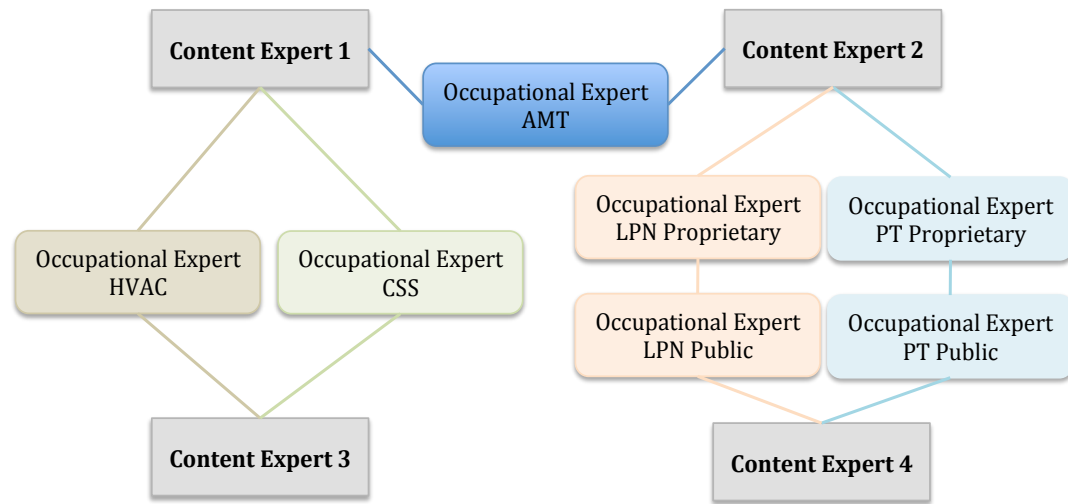 Content Expert 1
Content Expert 2
Occupational Expert
AMT
Occupational Expert
LPN Proprietary
Occupational Expert
PT Proprietary
Occupational Expert
HVAC
Occupational Expert
CSS
Occupational Expert
LPN Public
Occupational Expert
PT Public
Content Expert 3
Content Expert 4